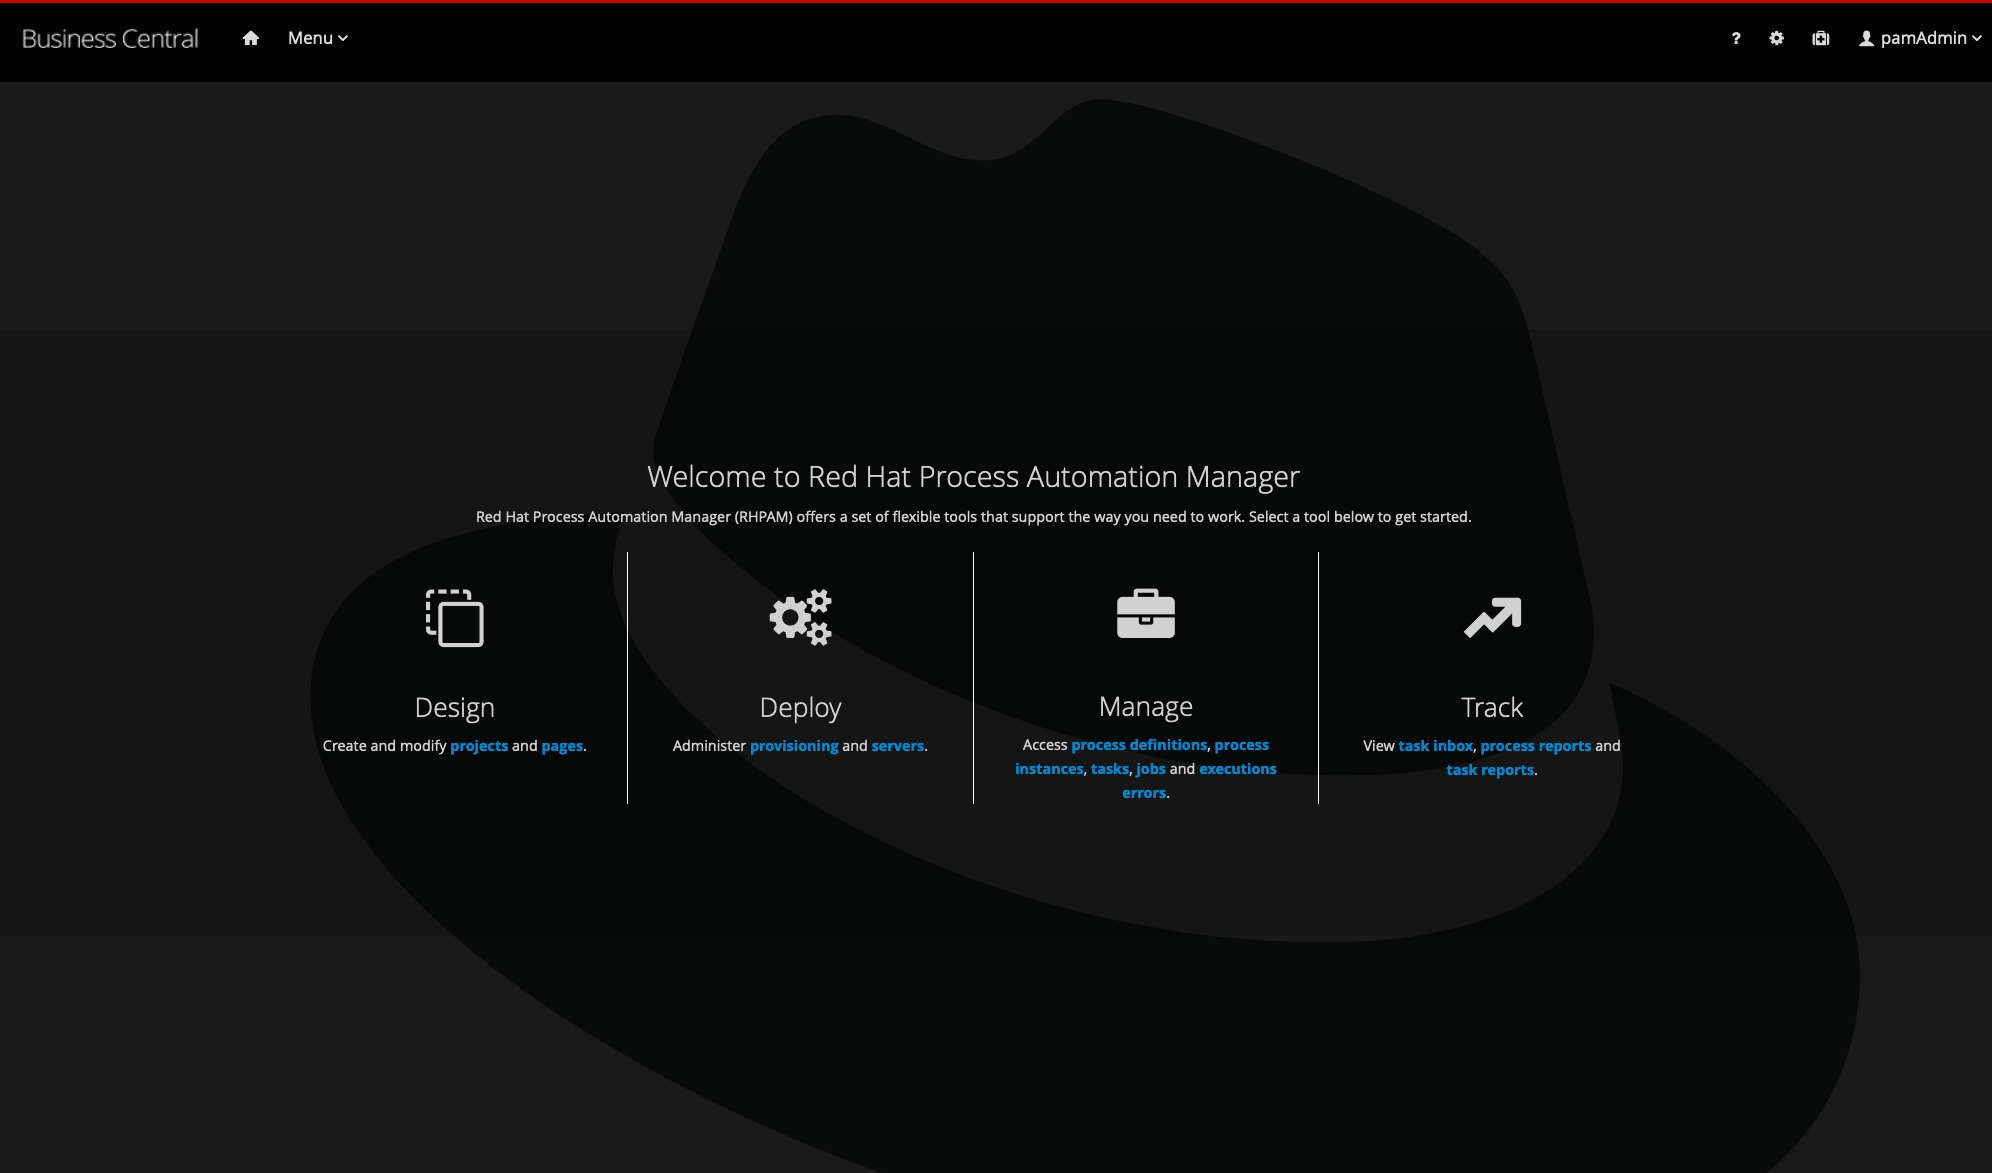 Business Central
Menu
?
pamAdmin
Welcome to Red Hat Process Automation Manager
Red Hat Process Automation Manager (RHPAM) offers a set of flexible tools that support the way you need to work. Select a tool below to get started.
Design
Create and modify projects and pages.
Deploy
Administer provisioning and servers.
Manage
Access process definitions, process
instances, tasks, jobs and executions
errors.
Track
View task inbox, process reports and
task reports.